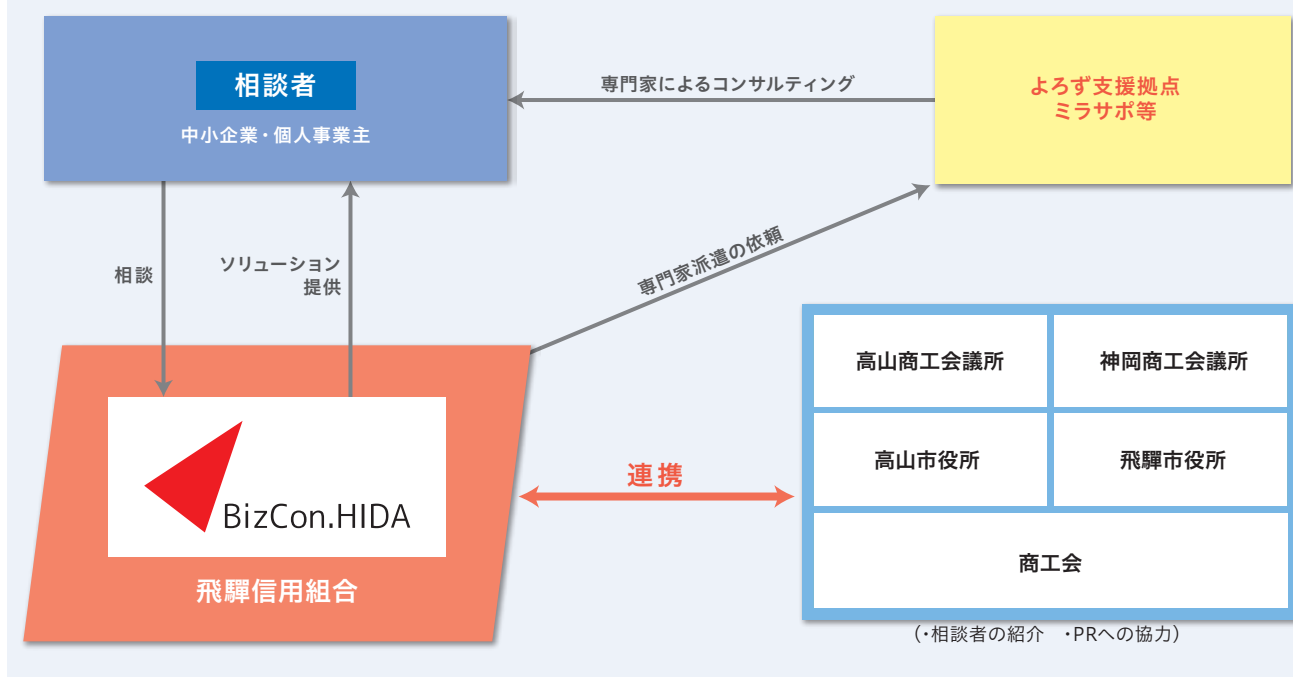 相談者
中小企業・個人事業主
専門家によるコンサルティング
よろず支援拠点
ミラサポ等
相談
ソリューション
提供
専門家派遣の依頼
高山商工会議所
神岡商工会議所
高山市役所
飛驒市役所
商工会
(・相談者の紹介　・PRへの協力)
連携
BizCon.HIDA
飛驒信用組合